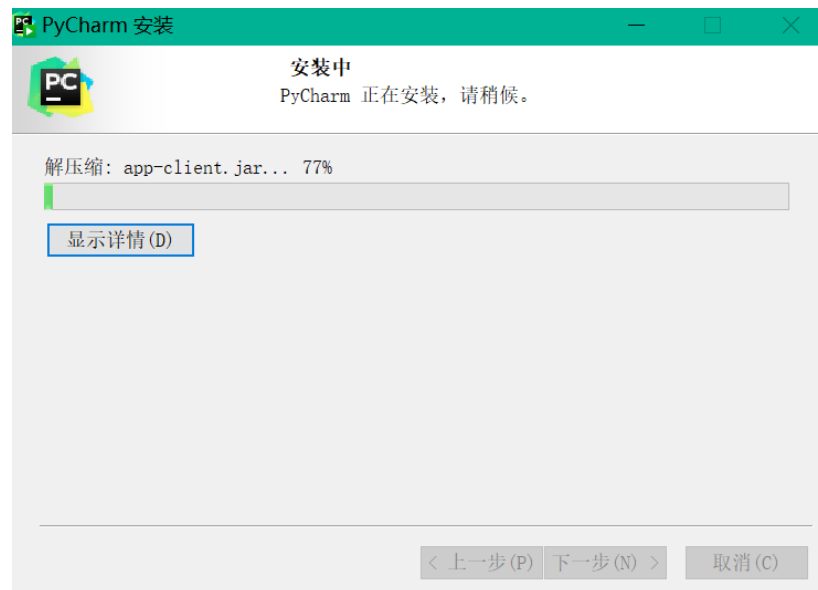 PyCharm 安装
PC
安装中
PyCharm 正在安装，请稍候。
解压缩: app-client.jar... 77%
显示详情(D)
< 上一步(P) 下一步(N) > 取消(C)